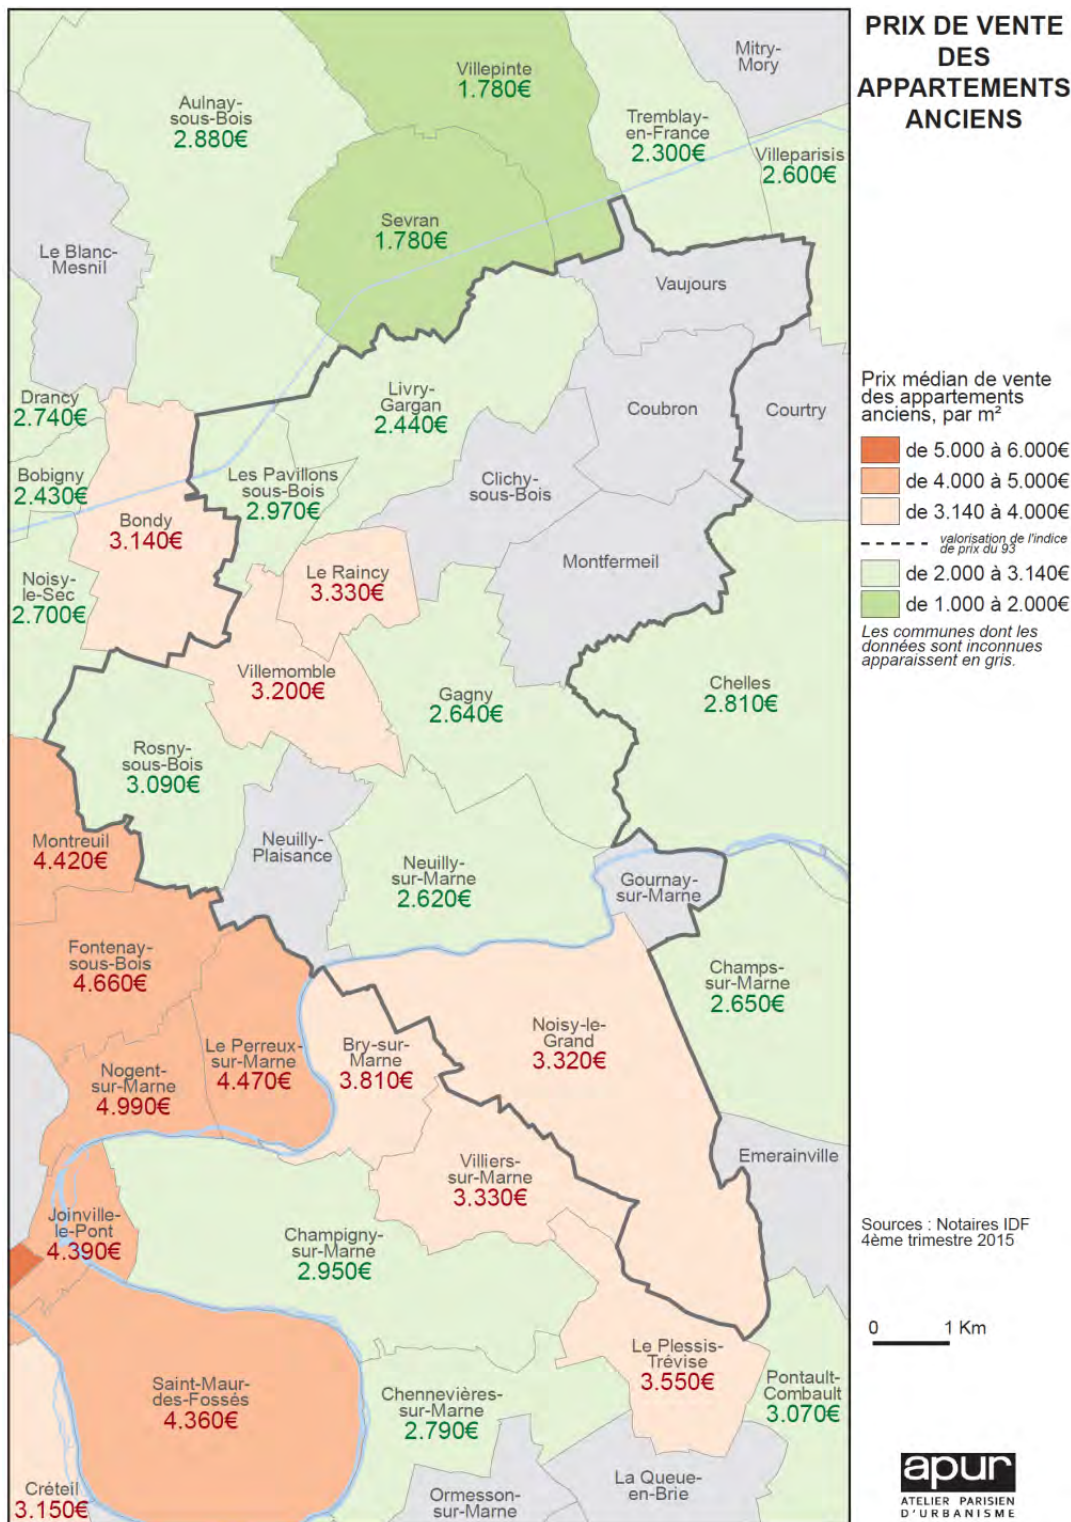 PRIX DE VENTE
DES
APPARTEMENTS
ANCIENS
Mitry-
Mory
Villepinte
1.780€
Aulnay-
sous-Bois
2.880€
Tremblay-
en-France
2.300€
Villeparisis
2.600€
Sevran
1.780€
Le Blanc-
Mesnil
Vaujours
Drancy
2.740€
Livry-
Gargan
2.440€
Coubron
Courtry
Bobigny
2.430€
Les Pavillons
sous-Bois
2.970€
Clichy-
sous-Bois
Bondy
3.140€
Montfermeil
Noisy-
le-Sec
2.700€
Le Raincy
3.330€
Villemomble
3.200€
Gagny
2.640€
Chelles
2.810€
Rosny-
sous-Bois
3.090€
Montreuil
4.420€
Neuilly-
Plaisance
Neuilly-
sur-Marne
2.620€
Gournay-
sur-Marne
Fontenay-
sous-Bois
4.660€
Champs-
sur-Marne
2.650€
Noisy-le-
Grand
3.320€
Le Perreux-
sur-Marne
4.470€
Bry-sur-
Marne
3.810€
Nogent-
sur-Marne
4.990€
Emerainville
Villiers-
sur-Marne
3.330€
Joinville-
le-Pont
4.390€
Champigny-
sur-Marne
2.950€
Le Plessis-
Trévise
3.550€
Pontault-
Combault
3.070€
Saint-Maur-
des-Fossés
4.360€
Chennevières-
sur-Marne
2.790€
La Queue-
en-Brie
Créteil
3.150€
Ormesson-
sur-Marne
Prix médian de vente
des appartements
anciens, par m²
de 5.000 à 6.000€
de 4.000 à 5.000€
de 3.140 à 4.000€
valorisation de l'indice
de prix du 93
de 2.000 à 3.140€
de 1.000 à 2.000€
Les communes dont les
données sont inconnues
apparaissent en gris.
Sources : Notaires IDF
4ème trimestre 2015
0 1 Km
apur
ATELIER PARISIEN
D'URBANISME